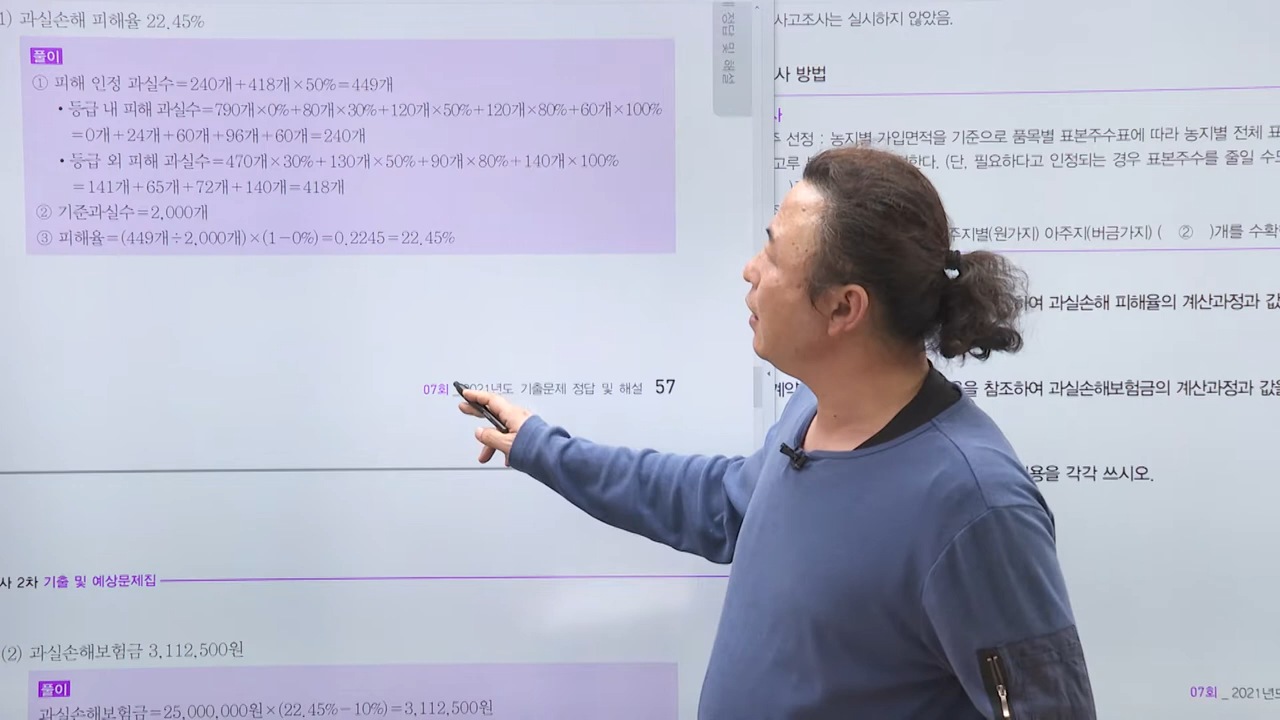 1) 과실손해 피해율 22.45%
풀이
① 피해 인정 과실수=240개+418개×50%=449개
• 등급 내 피해 과실수=790개×0%+80개×30%+120개×50%+120개×80%+60개×100%
=0개+24개+60개+96개+60개=240개
• 등급 외 피해 과실수=470개×30%+130개×50%+90개×80%+140개×100%
=141개+65개+72개+140개=418개
② 기준과실수=2,000개
③ 피해율=(449개÷2,000개)×(1-0%)=0.2245=22.45%
07회 _ 2021년도 기출문제 정답 및 해설 57
사 2차 기출 및 예상문제집
(2) 과실손해보험금 3,112,500원
풀이
과실손해보험금=25,000,000원×(22.45%-10%)=3,112,500원
정답 및 해설
사고조사는 실시하지 않았음.
사 방법
주 선정 : 농지별 가입면적을 기준으로 품목별 표본주수표에 따라 농지별 전체 표
고루 한다. (단, 필요하다고 인정되는 경우 표본주수를 줄일 수도
주지별(원가지) 아주지(버금가지) ( ② )개를 수확
하여 과실손해 피해율의 계산과정과 값
계약 을 참조하여 과실손해보험금의 계산과정과 값을
용을 각각 쓰시오.
07회 _ 2021년도